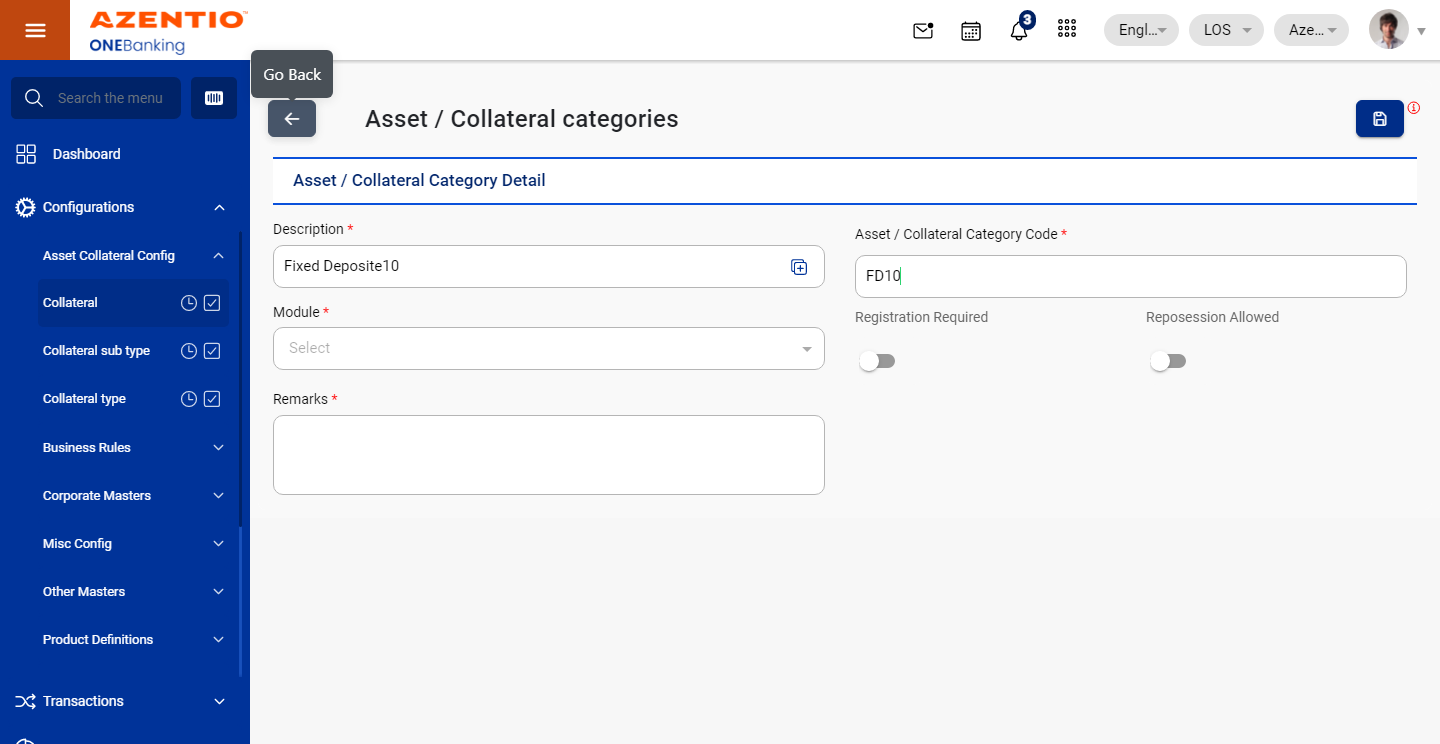 AZENTIO™
ONEBanking
3
Engl...
LOS
Aze...
Go Back
Search the menu
Asset / Collateral categories
Dashboard
Asset / Collateral Category Detail
Configurations
Description *
Asset / Collateral Category Code *
Asset Collateral Config
Fixed Deposite10
FD10
Collateral
Module *
Registration Required
Reposession Allowed
Select
Collateral sub type
Collateral type
Remarks *
Business Rules
Corporate Masters
Misc Config
Other Masters
Product Definitions
Transactions